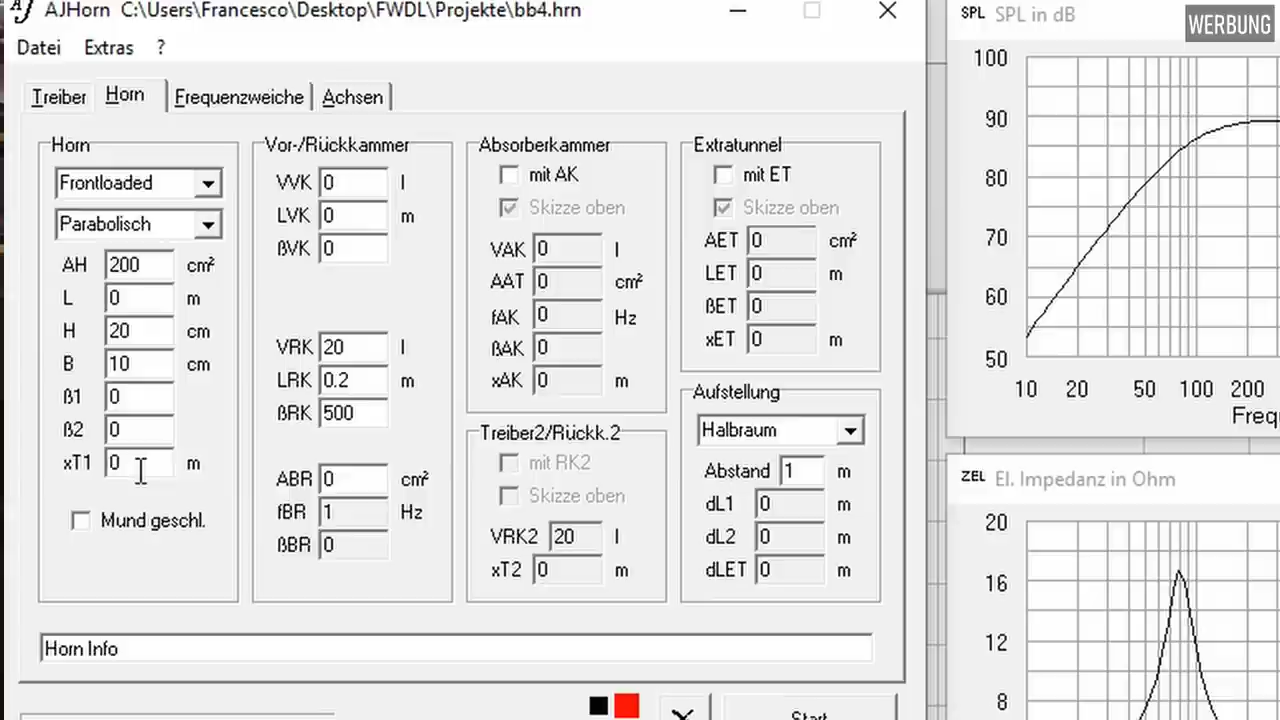 AJHorn C:\Users\Francesco\Desktop\FWDL\Projekte\bb4.hrn
Datei Extras ?
Treiber Horn Frequenzweiche Achsen
Horn
Frontloaded
Parabolisch
AH 200 cm²
L 0 m
H 20 cm
B 10 cm
ß1 0
ß2 0
xT1 0 m
Mund geschl.
Vor-/Rückkammer
VVK 0 l
LVK 0 m
ßVK 0
VRK 20 l
LRK 0.2 m
ßRK 500
ABR 0 cm²
fBR 1 Hz
ßBR 0
Absorberkammer
mit AK
Skizze oben
VAK 0 l
AAT 0 cm²
fAK 0 Hz
ßAK 0
xAK 0 m
Treiber2/Rückk.2
mit RK2
Skizze oben
VRK2 20 l
xT2 0 m
Extratunnel
mit ET
Skizze oben
AET 0 cm²
LET 0 m
ßET 0
xET 0 m
Aufstellung
Halbraum
Abstand 1 m
dL1 0 m
dL2 0 m
dLET 0 m
Horn Info
Start
SPL SPL in dB
WERBUNG
100
90
80
70
60
50
10 20 50 100 200
ZEL El. Impedanz in Ohm
20
16
12
8